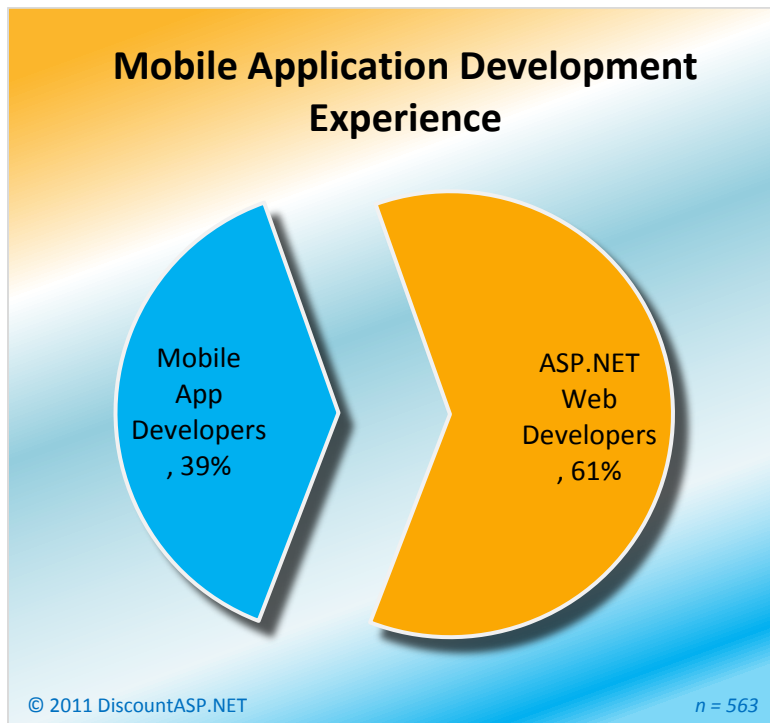 Mobile Application Development
Experience
Mobile
App
Developers
, 39%
ASP.NET
Web
Developers
, 61%
© 2011 DiscountASP.NET
n = 563